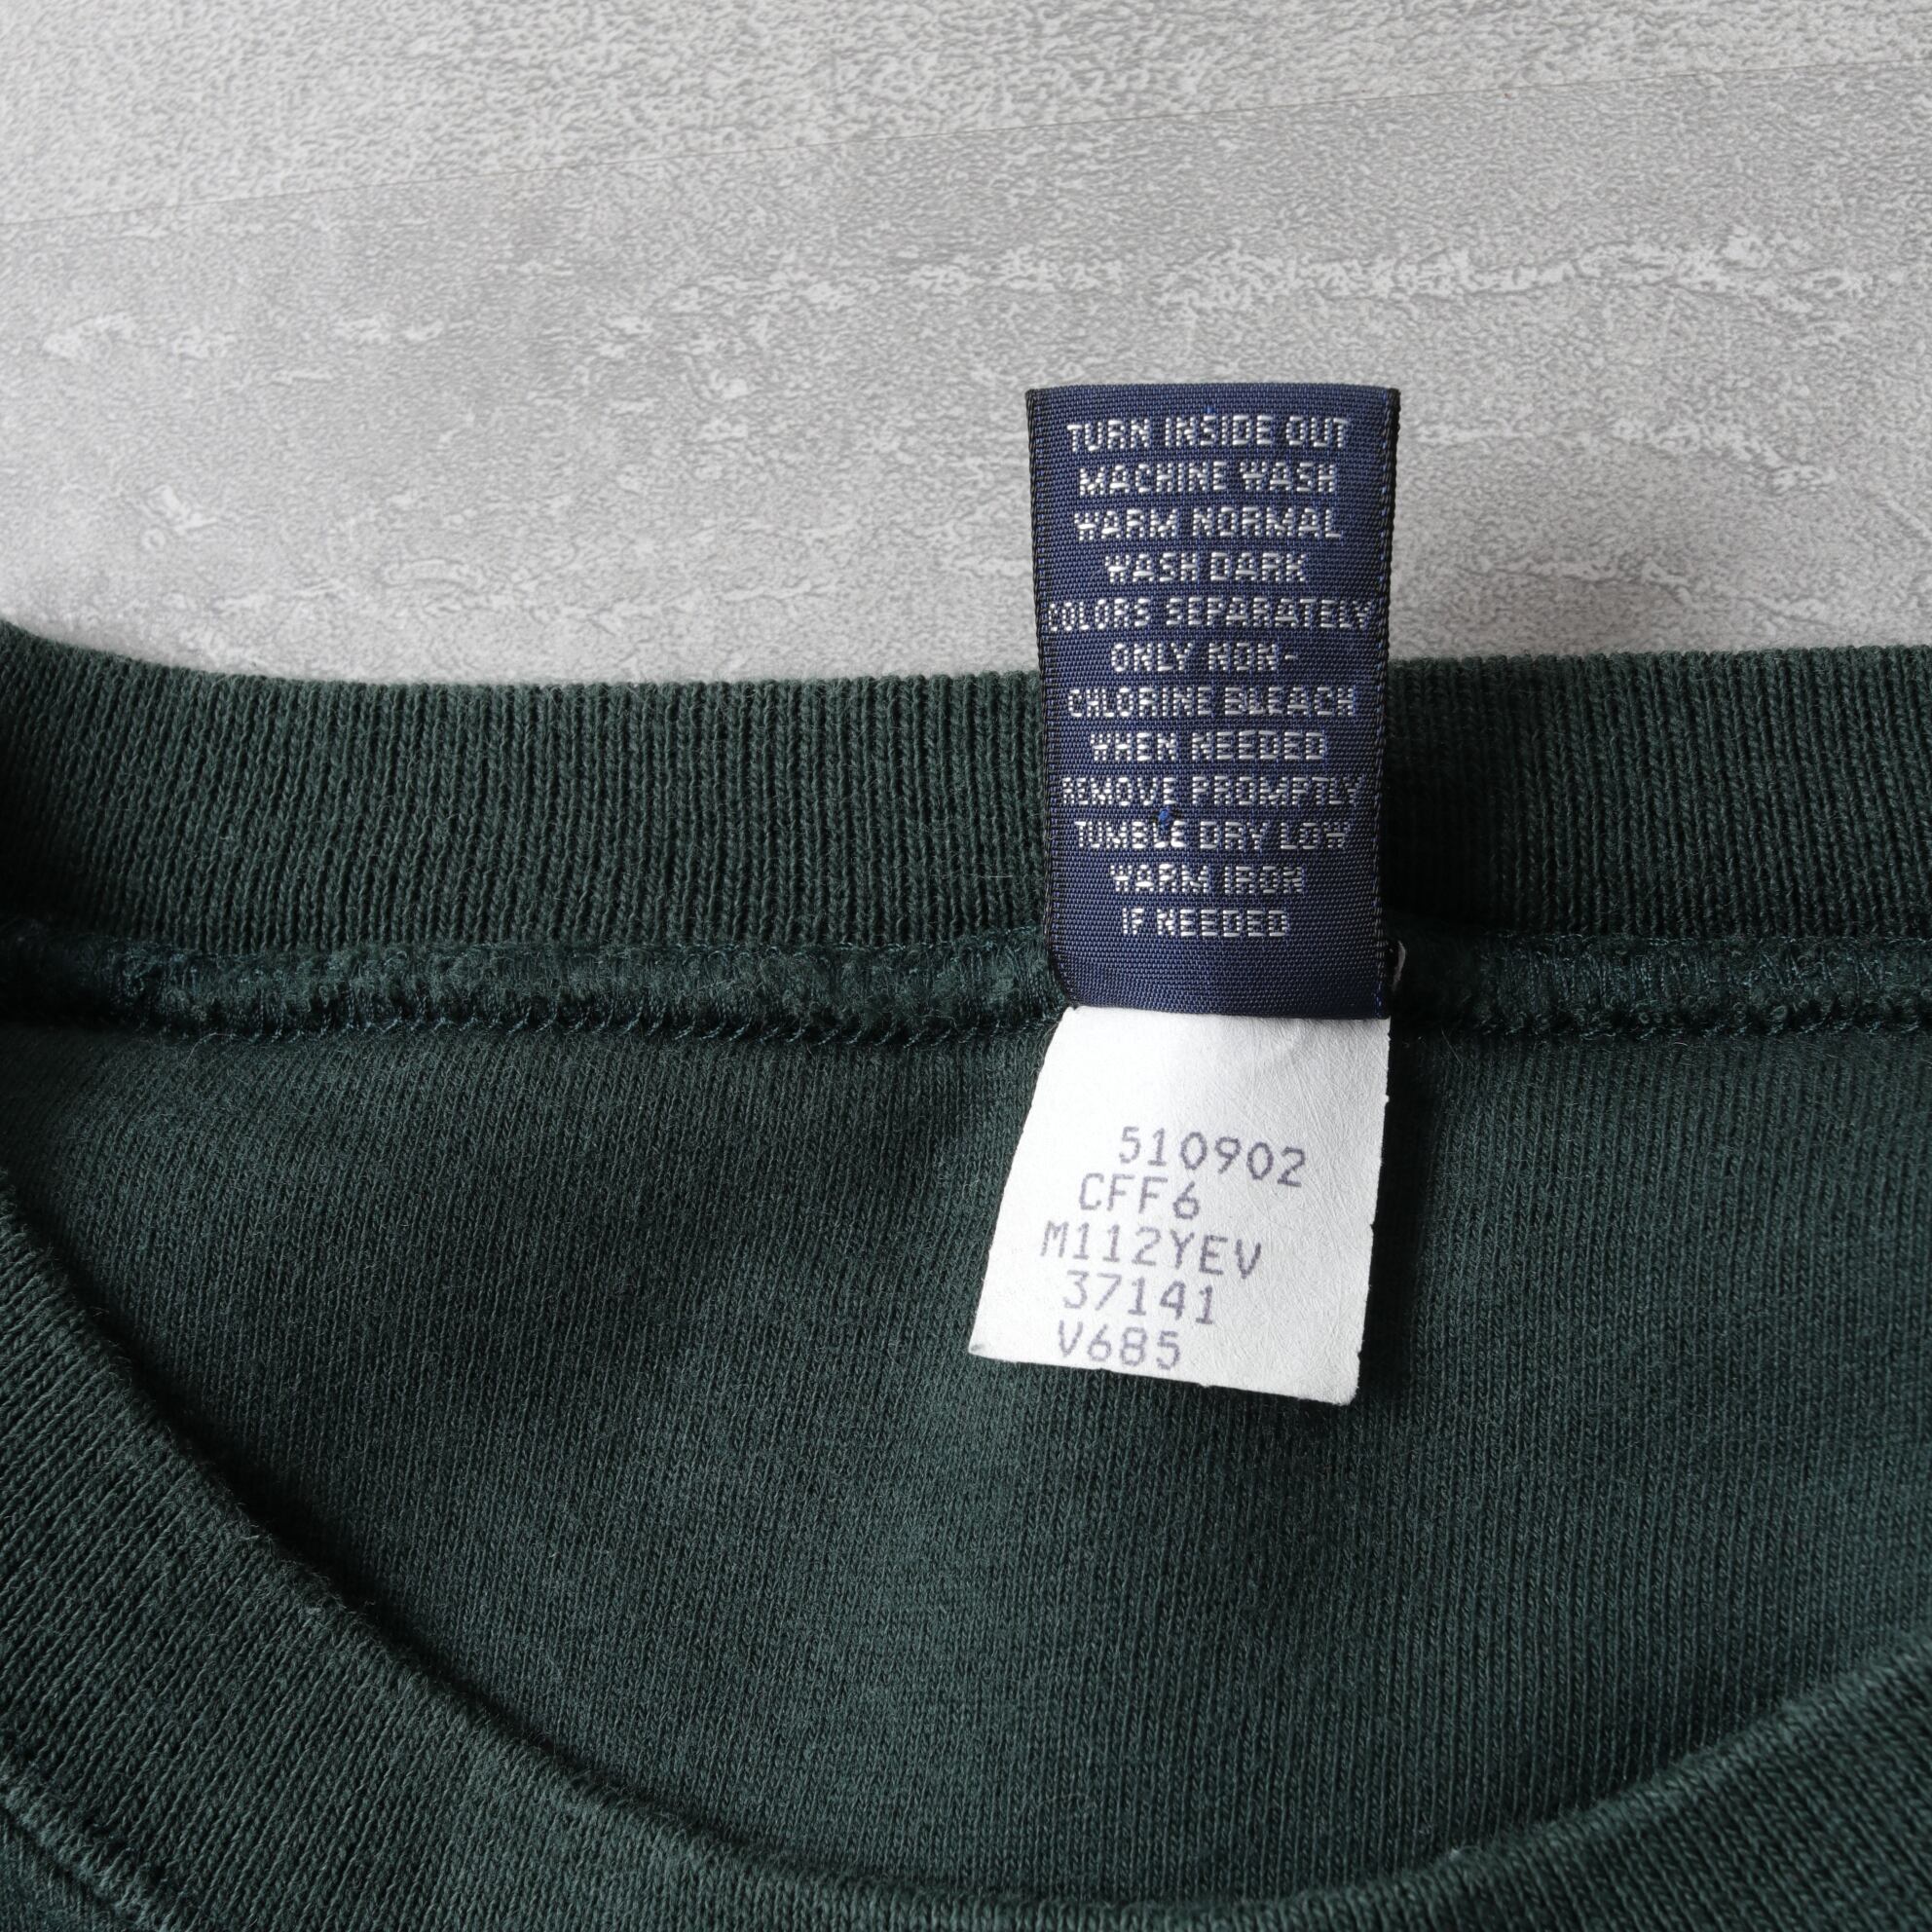 TURN INSIDE OUT
MACHINE WASH
WARM NORMAL
WASH DARK
COLORS SEPARATELY
ONLY NON-
CHLORINE BLEACH
WHEN NEEDED
REMOVE PROMPTLY
TUMBLE DRY LOW
WARM IRON
IF NEEDED
510902
CFF6
M112YEV
37141
V685